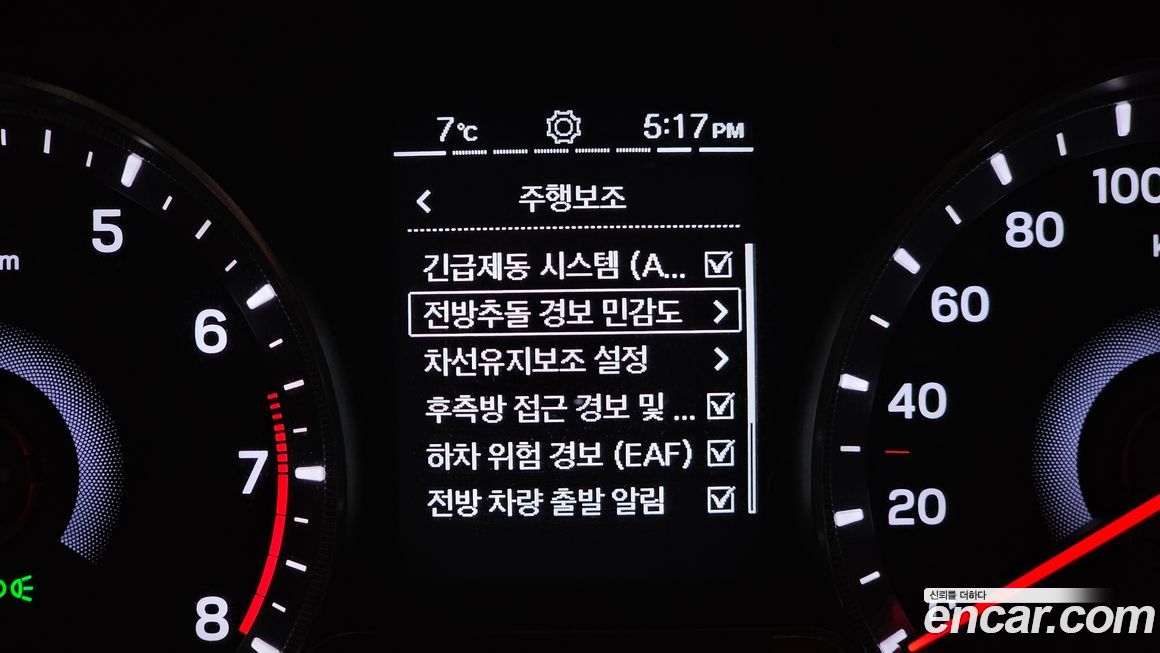 7°C
5:17 PM
주행보조
긴급제동 시스템 (A...
전방추돌 경보 민감도
차선유지보조 설정
후측방 접근 경보 및 ...
하차 위험 경보 (EAF)
전방 차량 출발 알림
5
6
7
8
100
80
60
40
20
신뢰를 더하다
encar.com